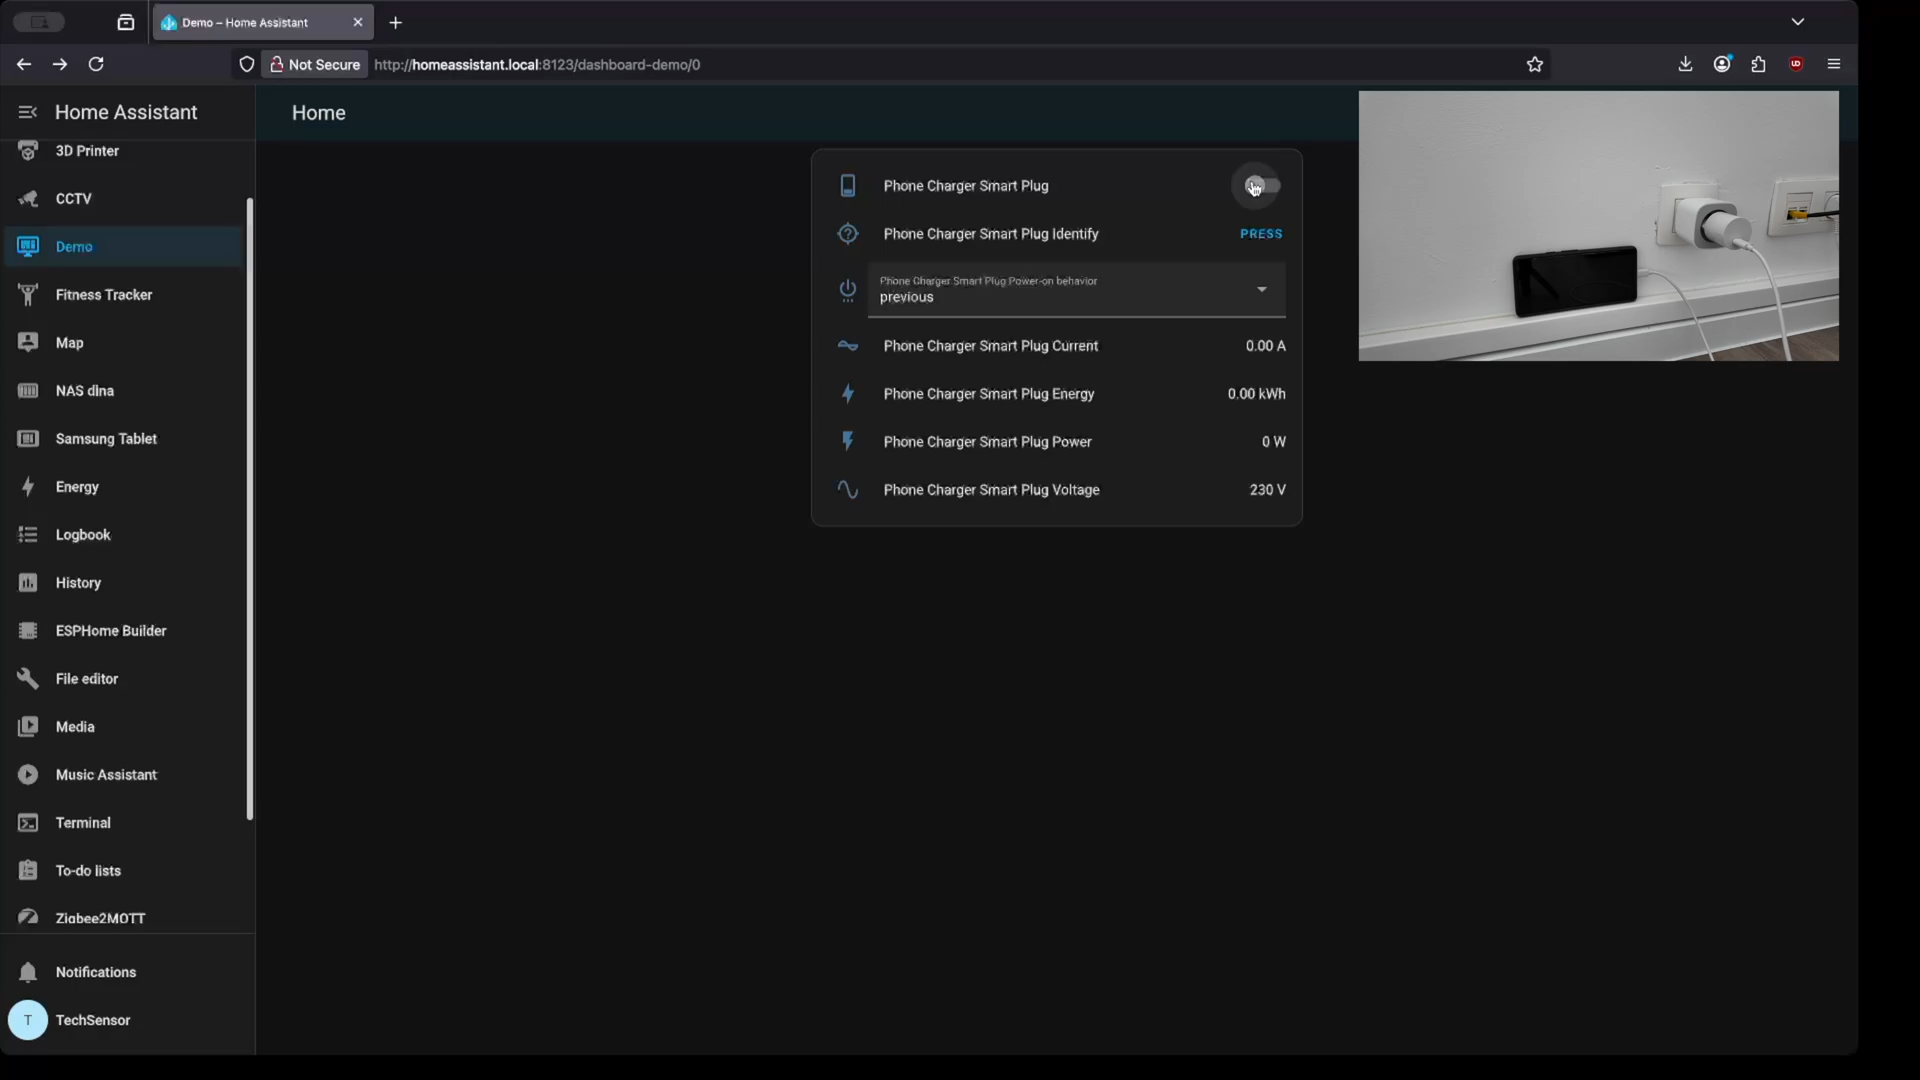 Demo – Home Assistant
Not Secure
http://homeassistant.local:8123/dashboard-demo/0
Home Assistant
Home
3D Printer
CCTV
Demo
Fitness Tracker
Map
NAS dlna
Samsung Tablet
Energy
Logbook
History
ESPHome Builder
File editor
Media
Music Assistant
Terminal
To-do lists
Zigbee2MQTT
Notifications
T
TechSensor
Phone Charger Smart Plug
Phone Charger Smart Plug Identify
PRESS
Phone Charger Smart Plug Power-on behavior
previous
Phone Charger Smart Plug Current
0.00 A
Phone Charger Smart Plug Energy
0.00 kWh
Phone Charger Smart Plug Power
0 W
Phone Charger Smart Plug Voltage
230 V